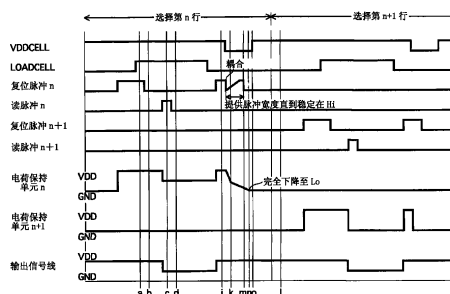 选择第 n 行
选择第 n+1 行
VDDCELL
LOADCELL
耦合
复位脉冲 n
读脉冲 n
提供脉冲宽度直到稳定在 Hi
复位脉冲 n+1
读脉冲 n+1
电荷保持
单元 n
VDD
GND
完全下降至 Lo
电荷保持
单元 n+1
VDD
GND
输出信号线
VDD
GND
a b c d j k m n o l